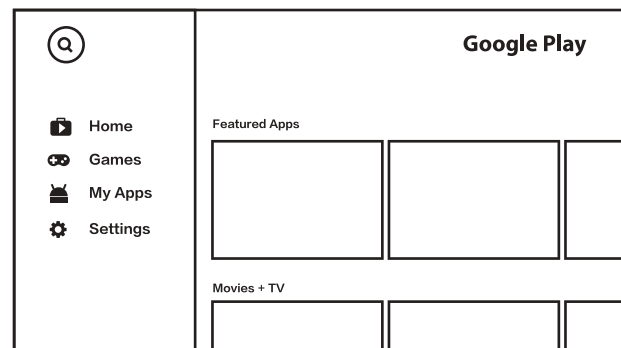 Google Play
Home
Games
My Apps
Settings
Featured Apps
Movies + TV